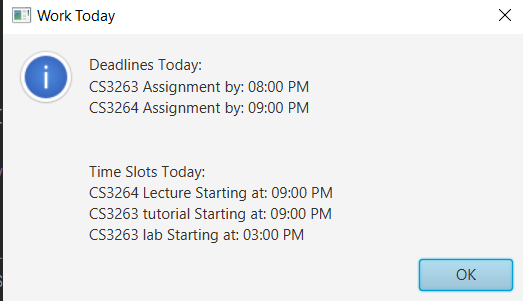 Work Today
Deadlines Today:
CS3263 Assignment by: 08:00 PM
CS3264 Assignment by: 09:00 PM
Time Slots Today:
CS3264 Lecture Starting at: 09:00 PM
CS3263 tutorial Starting at: 09:00 PM
CS3263 lab Starting at: 03:00 PM
OK